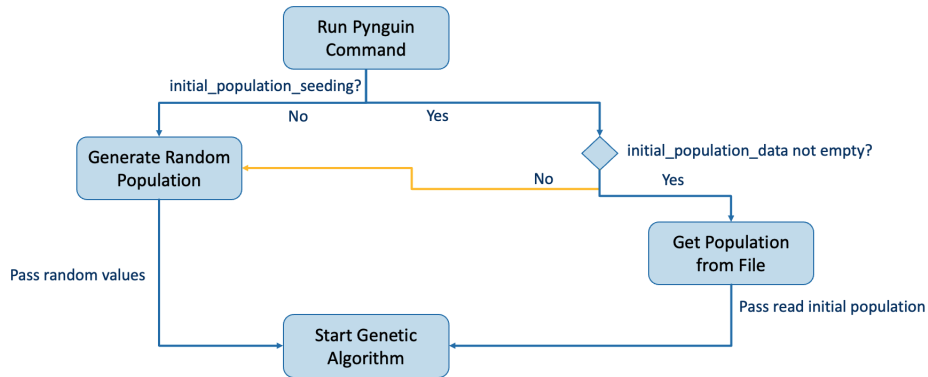 Run Pynguin
Command
initial_population_seeding?
No
Yes
Generate Random
Population
initial_population_data not empty?
No
Yes
Get Population
from File
Pass random values
Pass read initial population
Start Genetic
Algorithm